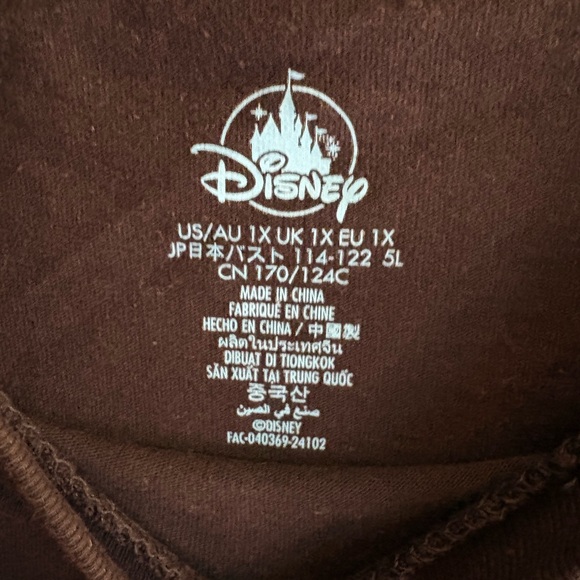 Disney
US/AU 1X UK 1X EU 1X
JP日本バスト 114-122 5L
CN 170/124C
MADE IN CHINA
FABRIQUÉ EN CHINE
HECHO EN CHINA / 中國製
ผลิตในประเทศจีน
DIBUAT DI TIONGKOK
SẢN XUẤT TẠI TRUNG QUỐC
중국산
صنع في الصين
©DISNEY
FAC-040369-24102